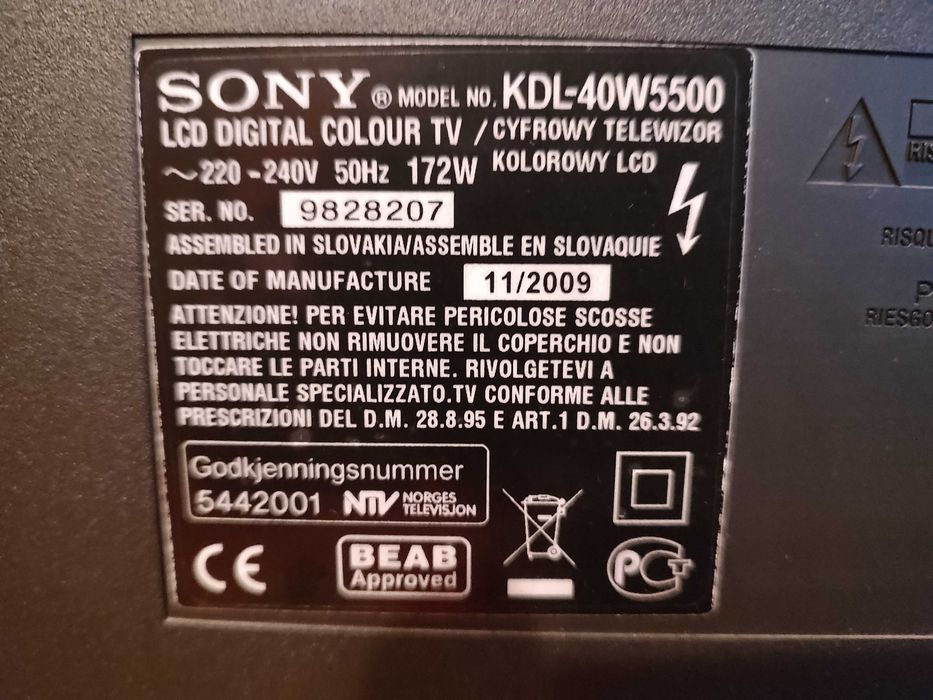 SONY® MODEL NO. KDL-40W5500
LCD DIGITAL COLOUR TV / CYFROWY TELEWIZOR
~220 -240V 50Hz 172W KOLOROWY LCD
SER. NO. 9828207
ASSEMBLED IN SLOVAKIA/ASSEMBLE EN SLOVAQUIE
DATE OF MANUFACTURE 11/2009
ATTENZIONE! PER EVITARE PERICOLOSE SCOSSE
ELETTRICHE NON RIMUOVERE IL COPERCHIO E NON
TOCCARE LE PARTI INTERNE. RIVOLGETEVI A
PERSONALE SPECIALIZZATO.TV CONFORME ALLE
PRESCRIZIONI DEL D.M. 28.8.95 E ART.1 D.M. 26.3.92
Godkjenningsnummer
5442001 NTV NORGES
TELEVISJON
CE
BEAB
Approved
РСТ